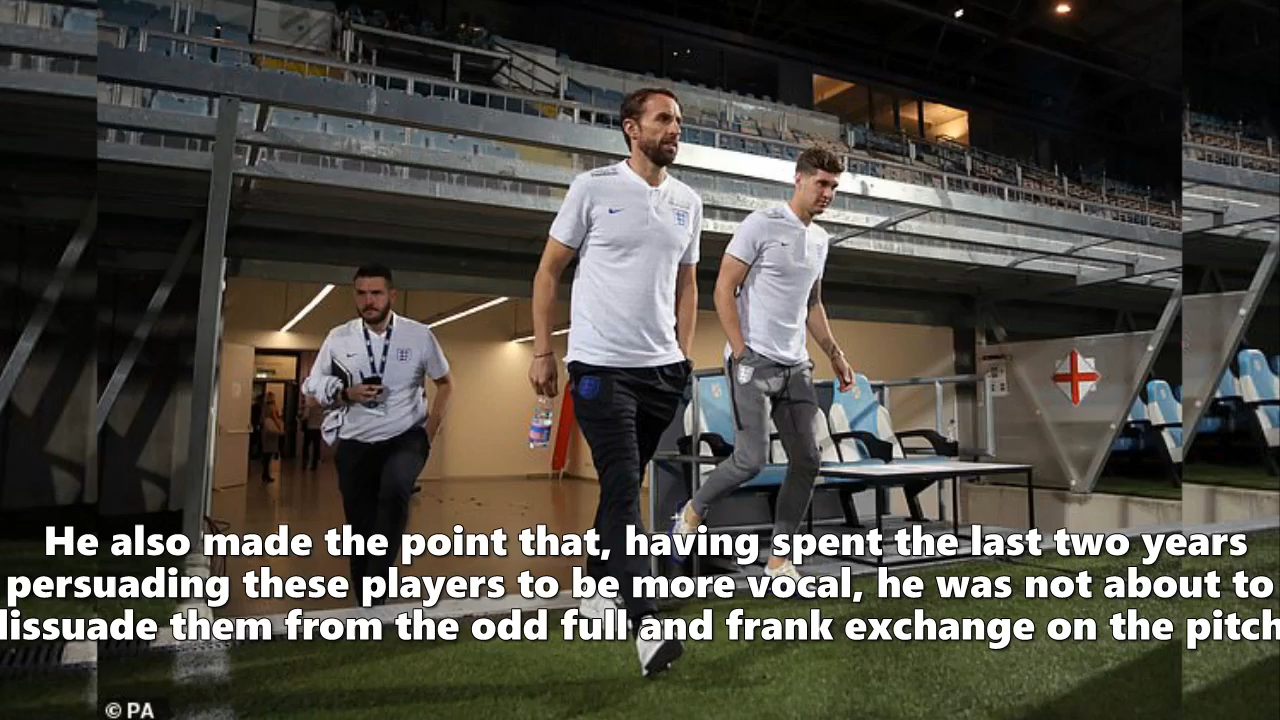 He also made the point that, having spent the last two years
persuading these players to be more vocal, he was not about to
dissuade them from the odd full and frank exchange on the pitch
© PA